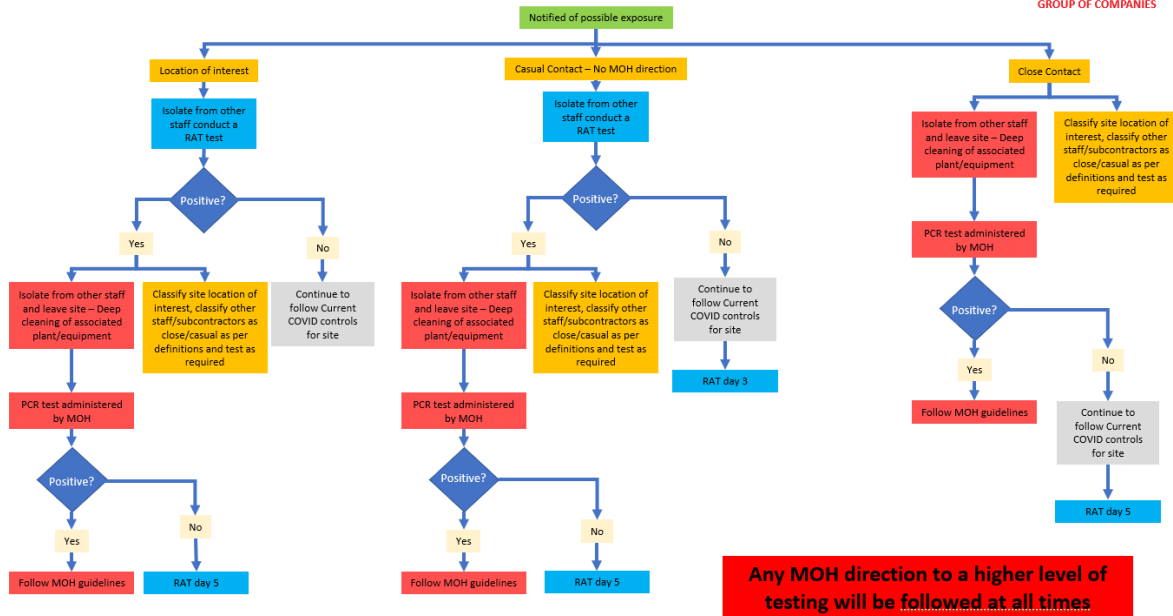 GROUP OF COMPANIES
Notified of possible exposure
Location of interest
Isolate from other
staff conduct a
RAT test
Positive?
Yes
No
Isolate from other staff
and leave site – Deep
cleaning of associated
plant/equipment
Classify site location of
interest, classify other
staff/subcontractors as
close/casual as per
definitions and test as
required
Continue to
follow Current
COVID controls
for site
PCR test administered
by MOH
Positive?
Yes
No
Follow MOH guidelines
RAT day 5
Casual Contact – No MOH direction
Isolate from other
staff conduct a
RAT test
Positive?
Yes
No
Isolate from other staff
and leave site – Deep
cleaning of associated
plant/equipment
Classify site location of
interest, classify other
staff/subcontractors as
close/casual as per
definitions and test as
required
Continue to
follow Current
COVID controls
for site
RAT day 3
PCR test administered
by MOH
Positive?
Yes
No
Follow MOH guidelines
RAT day 5
Close Contact
Isolate from other staff
and leave site – Deep
cleaning of associated
plant/equipment
Classify site location of
interest, classify other
staff/subcontractors as
close/casual as per
definitions and test as
required
PCR test administered
by MOH
Positive?
Yes
No
Follow MOH guidelines
Continue to
follow Current
COVID controls
for site
RAT day 5
Any MOH direction to a higher level of
testing will be followed at all times